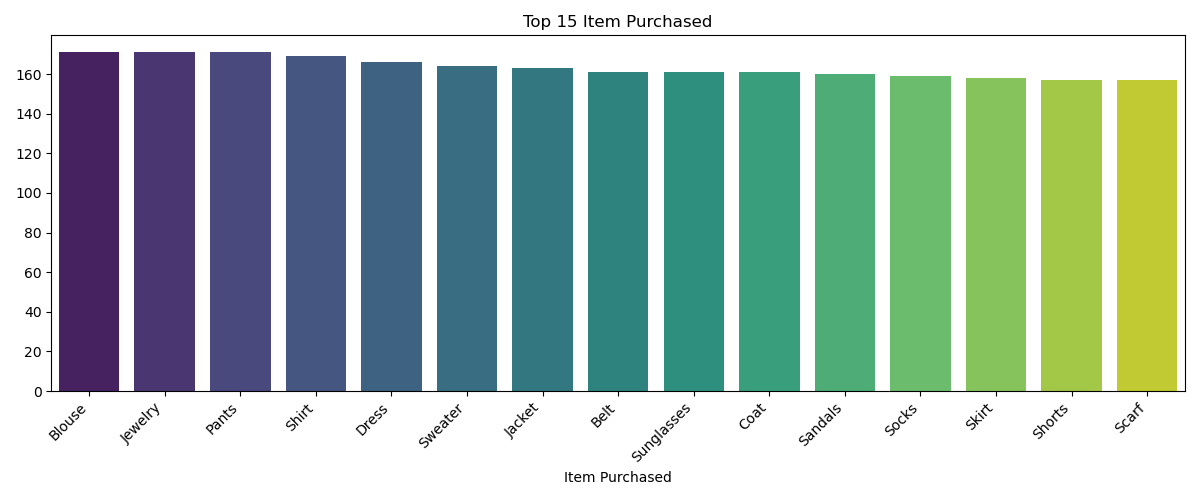 Top 15 Item Purchased
160
140
120
100
80
60
40
20
0
Blouse
Jewelry
Pants
Shirt
Dress
Sweater
Jacket
Belt
Sunglasses
Coat
Sandals
Socks
Skirt
Shorts
Scarf
Item Purchased